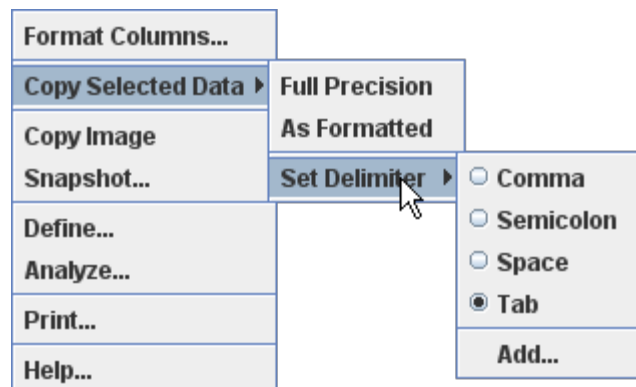 Format Columns...
Copy Selected Data
Copy Image
Snapshot...
Define...
Analyze...
Print...
Help...
Full Precision
As Formatted
Set Delimiter
Comma
Semicolon
Space
Tab
Add...